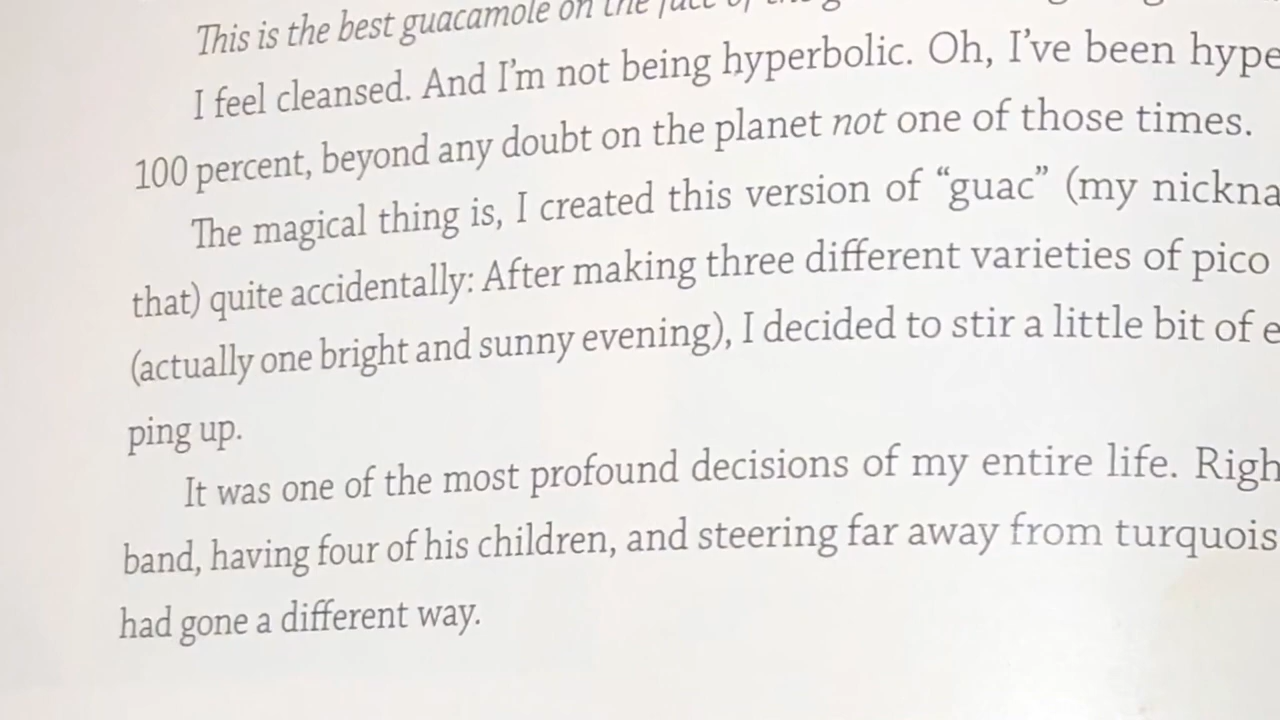 This is the best guacamole on the face of the
I feel cleansed. And I'm not being hyperbolic. Oh, I've been hype
100 percent, beyond any doubt on the planet not one of those times.
The magical thing is, I created this version of “guac” (my nickna
that) quite accidentally: After making three different varieties of pico
(actually one bright and sunny evening), I decided to stir a little bit of e
ping up.
It was one of the most profound decisions of my entire life. Righ
band, having four of his children, and steering far away from turquois
had gone a different way.